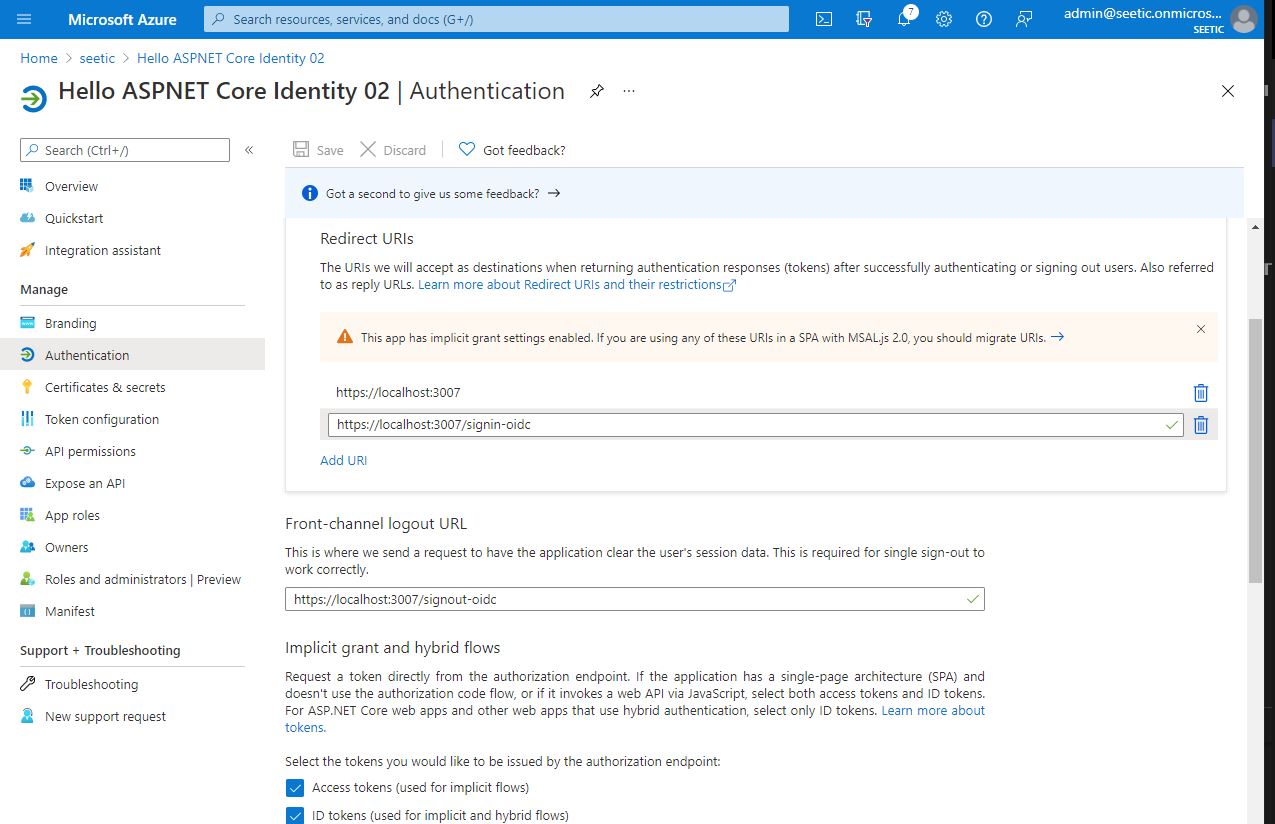 Microsoft Azure
Search resources, services, and docs (G+/)
7
admin@seetic.onmicros...
SEETIC
Home > seetic > Hello ASPNET Core Identity 02
Hello ASPNET Core Identity 02 | Authentication
Search (Ctrl+/)
Overview
Quickstart
Integration assistant
Manage
Branding
Authentication
Certificates & secrets
Token configuration
API permissions
Expose an API
App roles
Owners
Roles and administrators | Preview
Manifest
Support + Troubleshooting
Troubleshooting
New support request
Save
Discard
Got feedback?
Got a second to give us some feedback? →
Redirect URIs
The URIs we will accept as destinations when returning authentication responses (tokens) after successfully authenticating or signing out users. Also referred
to as reply URLs. Learn more about Redirect URIs and their restrictions
This app has implicit grant settings enabled. If you are using any of these URIs in a SPA with MSAL.js 2.0, you should migrate URIs. →
https://localhost:3007
https://localhost:3007/signin-oidc
Add URI
Front-channel logout URL
This is where we send a request to have the application clear the user's session data. This is required for single sign-out to
work correctly.
https://localhost:3007/signout-oidc
Implicit grant and hybrid flows
Request a token directly from the authorization endpoint. If the application has a single-page architecture (SPA) and
doesn't use the authorization code flow, or if it invokes a web API via JavaScript, select both access tokens and ID tokens.
For ASP.NET Core web apps and other web apps that use hybrid authentication, select only ID tokens. Learn more about
tokens.
Select the tokens you would like to be issued by the authorization endpoint:
Access tokens (used for implicit flows)
ID tokens (used for implicit and hybrid flows)